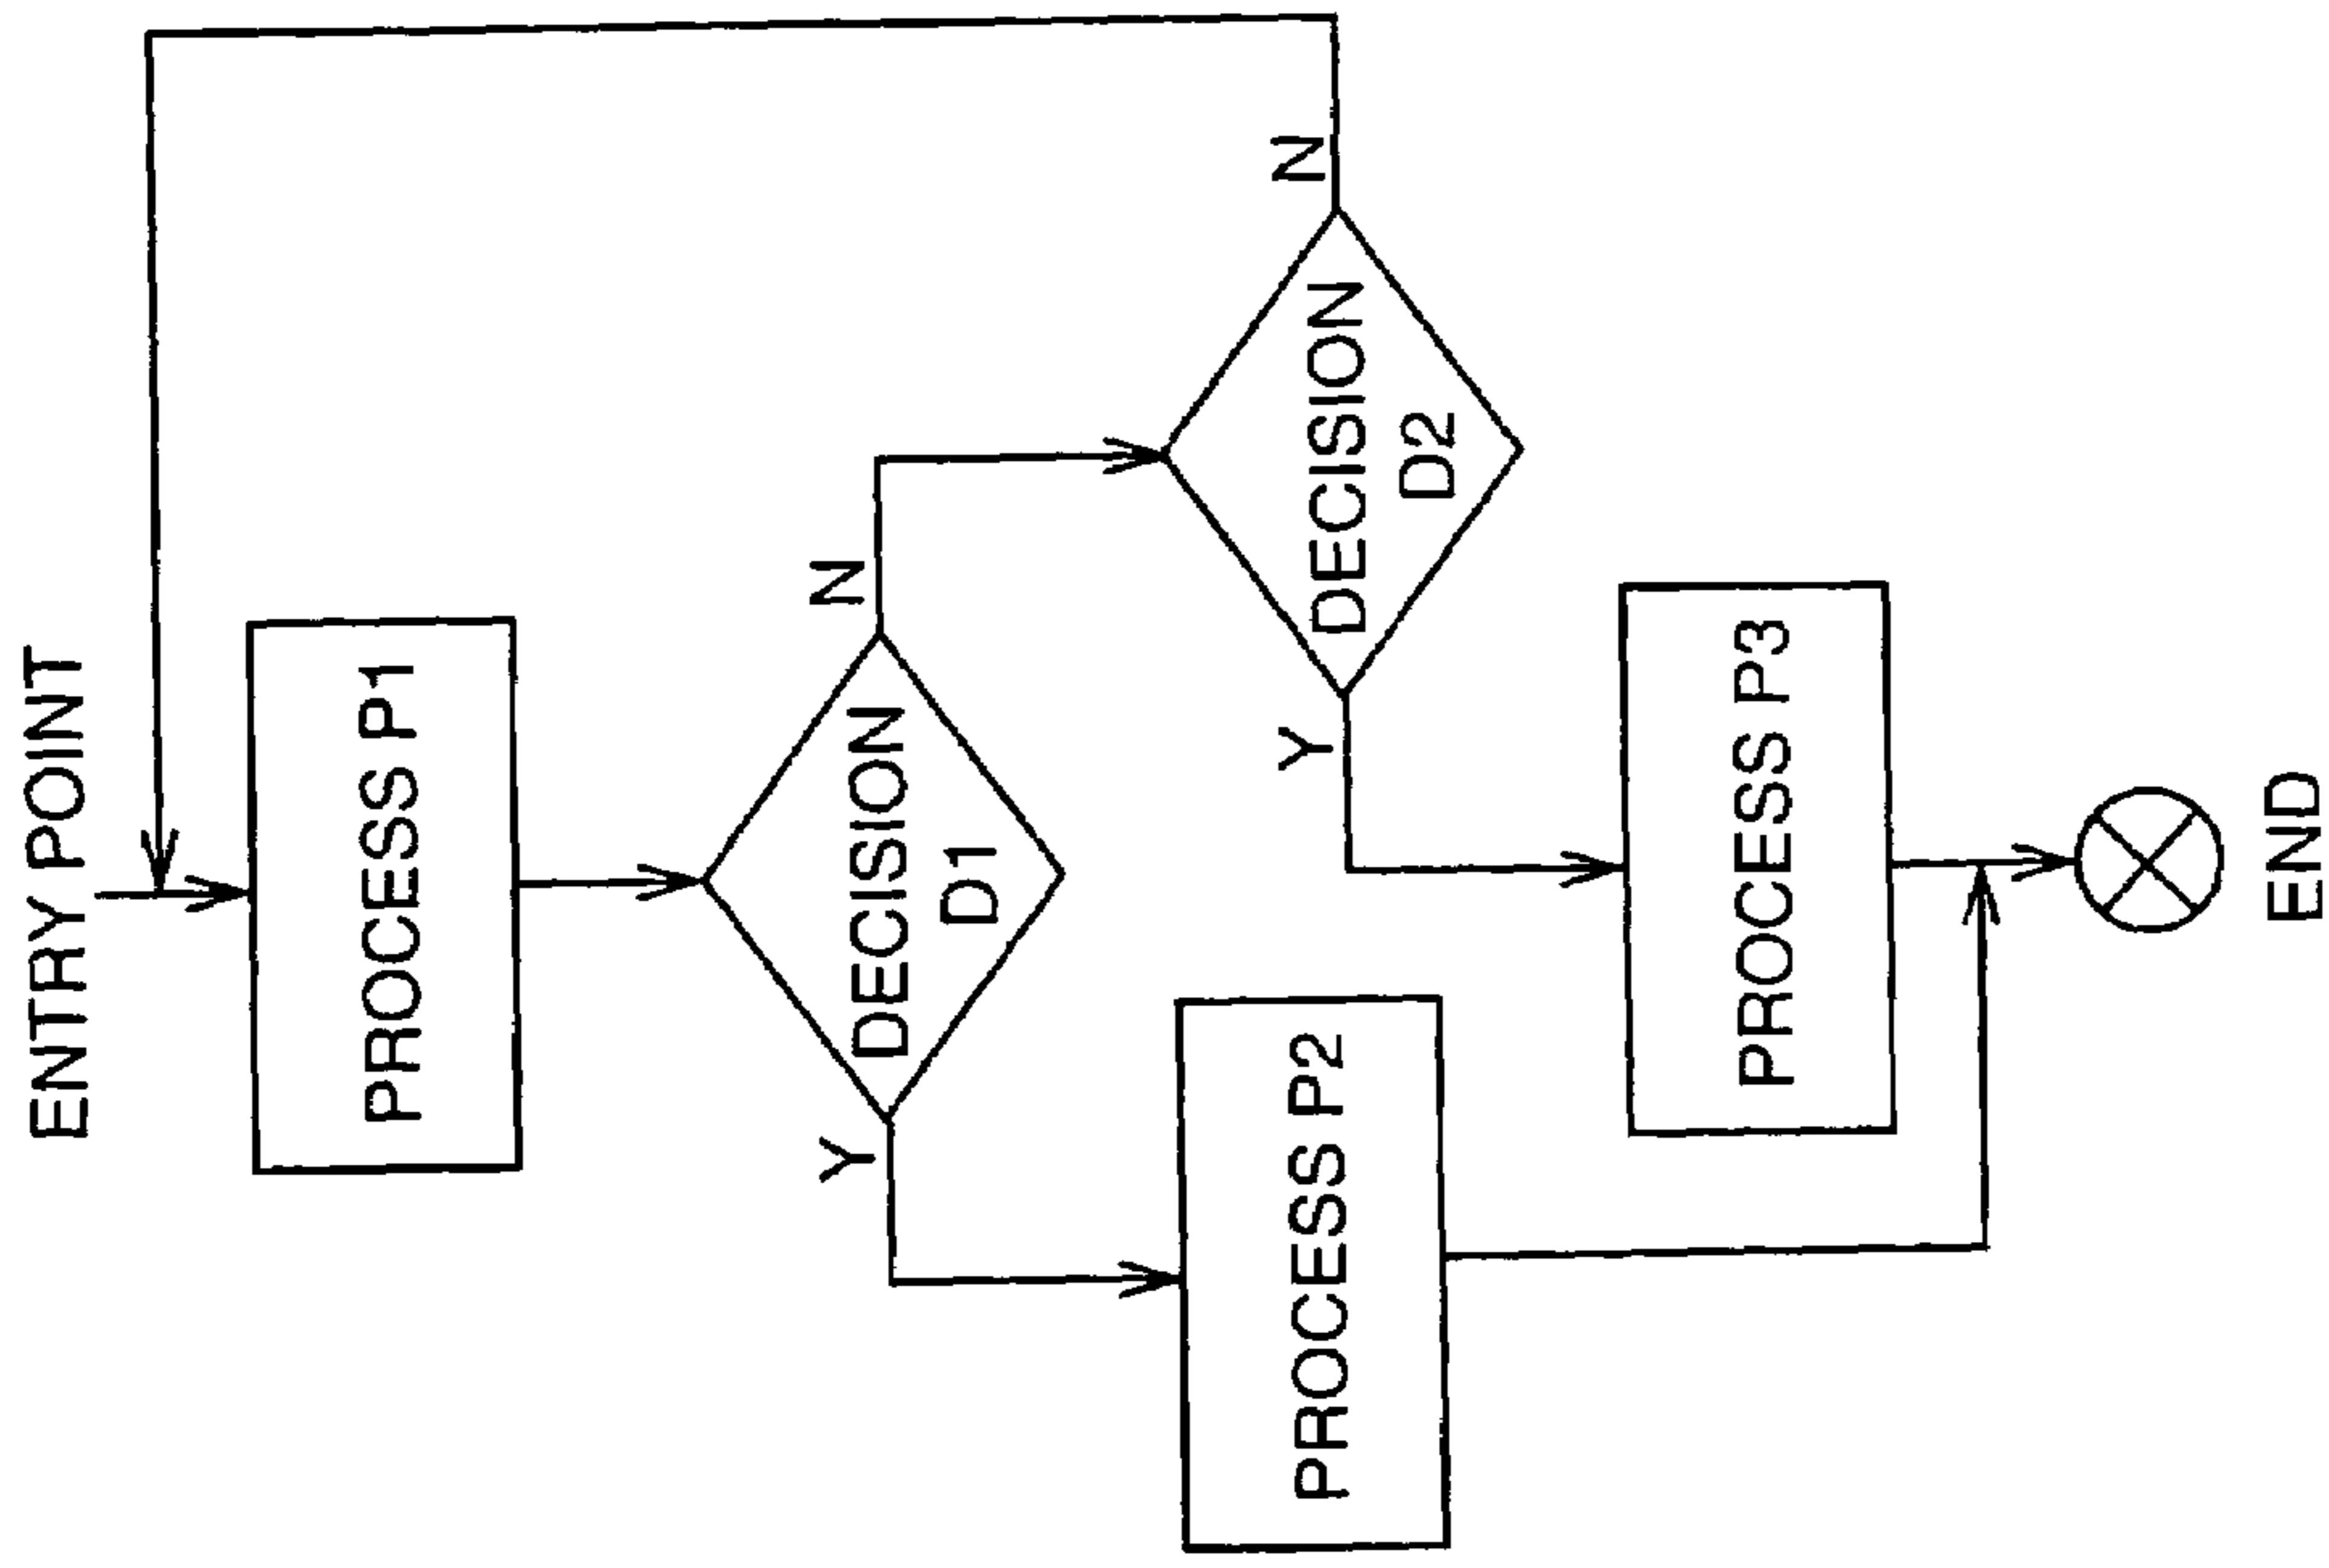 ENTRY POINT
PROCESS P1
DECISION
D1
Y
N
PROCESS P2
DECISION
D2
Y
N
PROCESS P3
END